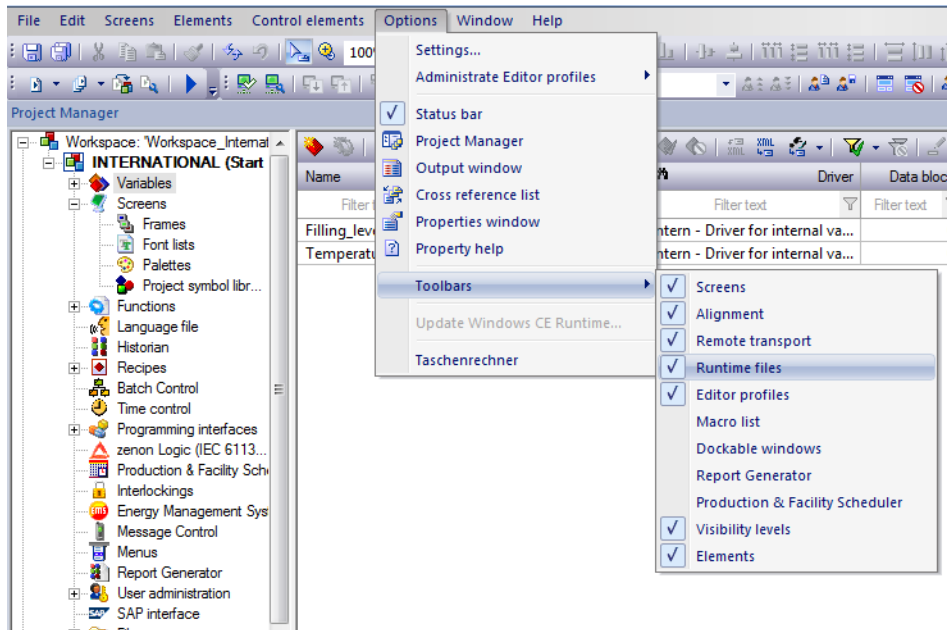 File Edit Screens Elements Control elements Options Window Help
100%
Settings...
Administrate Editor profiles
Status bar
Project Manager
Output window
Cross reference list
Properties window
Property help
Toolbars
Update Windows CE Runtime...
Taschenrechner
Screens
Alignment
Remote transport
Runtime files
Editor profiles
Macro list
Dockable windows
Report Generator
Production & Facility Scheduler
Visibility levels
Elements
Project Manager
Workspace: 'Workspace_Internat
INTERNATIONAL (Start
Variables
Screens
Frames
Font lists
Palettes
Project symbol libr...
Functions
Language file
Historian
Recipes
Batch Control
Time control
Programming interfaces
zenon Logic (IEC 6113...
Production & Facility Sch
Interlockings
Energy Management Sys
Message Control
Menus
Report Generator
User administration
SAP interface
XML XML
Name Driver Data bloc
Filter t Filter text Filter text
Filling_leve ntern - Driver for internal va...
Temperatu ntern - Driver for internal va...